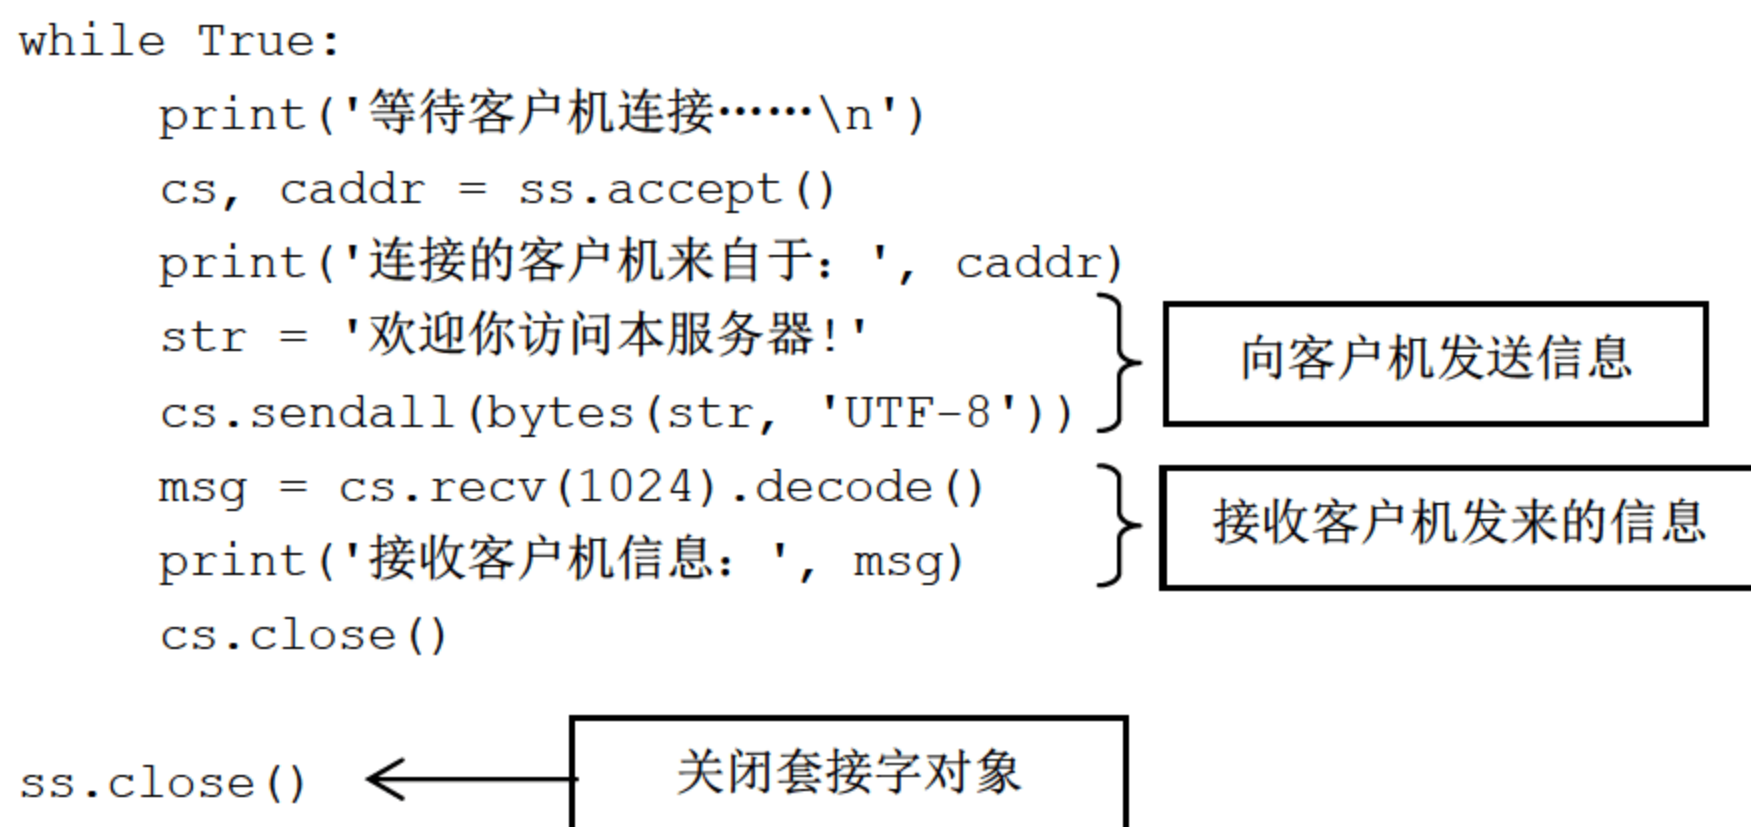 while True:
print('等待客户机连接……\n')
cs, caddr = ss.accept()
print('连接的客户机来自于：', caddr)
str = '欢迎你访问本服务器!'
cs.sendall(bytes(str, 'UTF-8'))
向客户机发送信息
msg = cs.recv(1024).decode()
print('接收客户机信息：', msg)
接收客户机发来的信息
cs.close()
ss.close()
关闭套接字对象